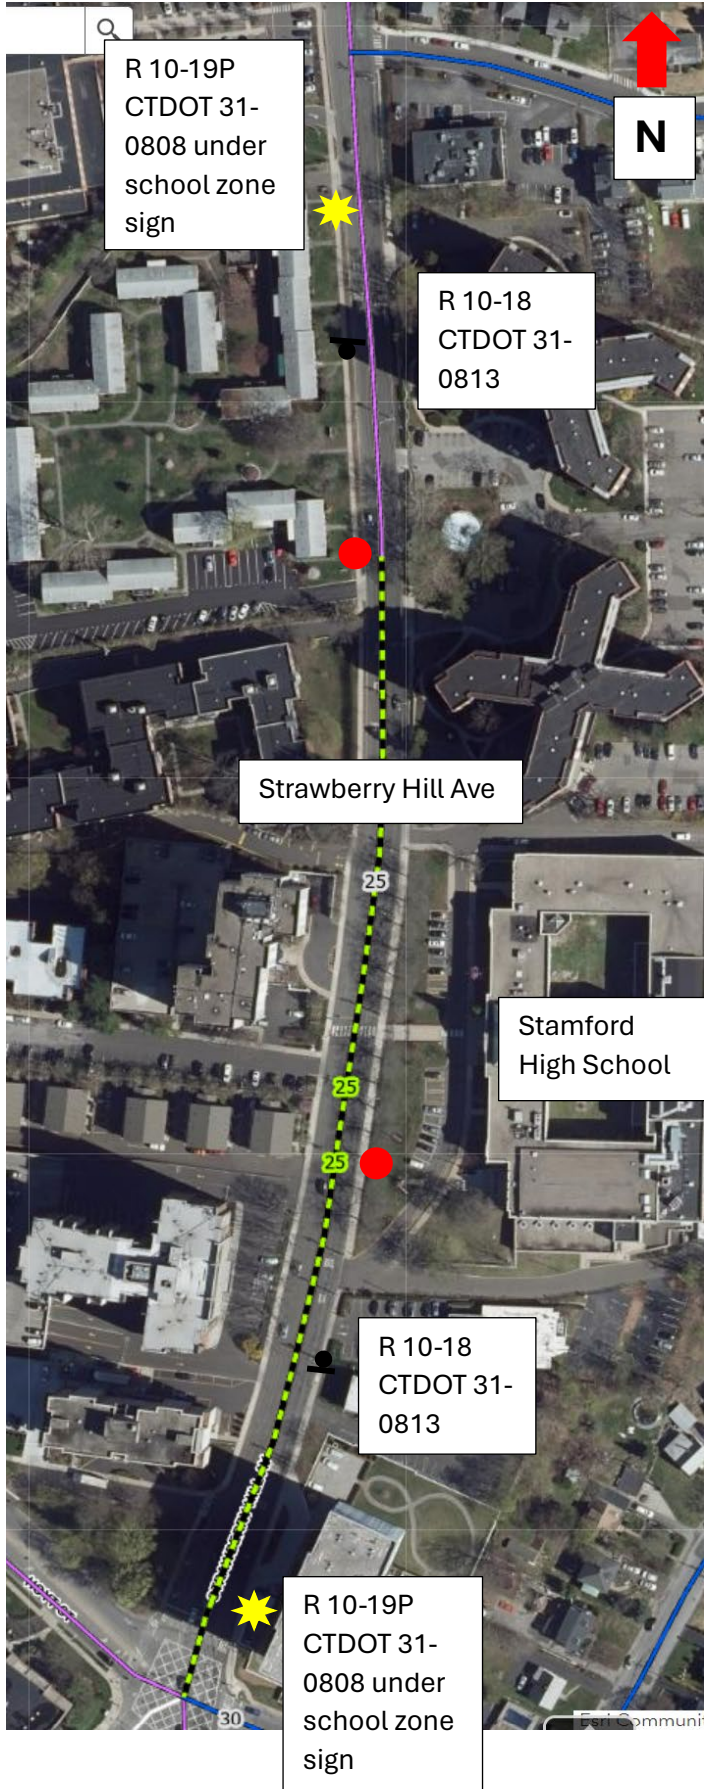 R 10-19P
CTDOT 31-
0808 under
school zone
sign
N
R 10-18
CTDOT 31-
0813
Strawberry Hill Ave
25
Stamford
High School
25
25
R 10-18
CTDOT 31-
0813
R 10-19P
CTDOT 31-
0808 under
school zone
sign
30
Esri Communit